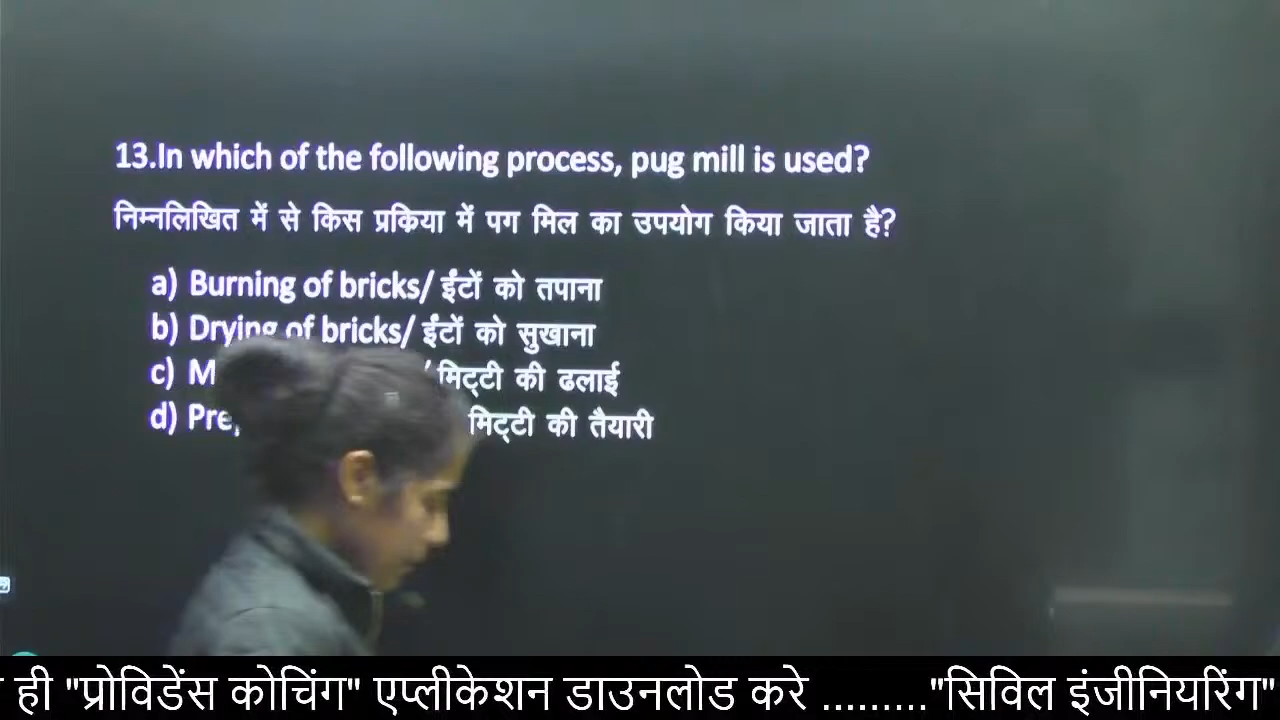 13.In which of the following process, pug mill is used?
निम्नलिखित में से किस प्रकिया में पग मिल का उपयोग किया जाता है?
a) Burning of bricks/ ईंटों को तपाना
b) Drying of bricks/ ईंटों को सुखाना
c) / मिट्टी की ढलाई
d) मिट्टी की तैयारी
ही "प्रोविडेंस कोचिंग" एप्लीकेशन डाउनलोड करे ........."सिविल इंजीनियरिंग"